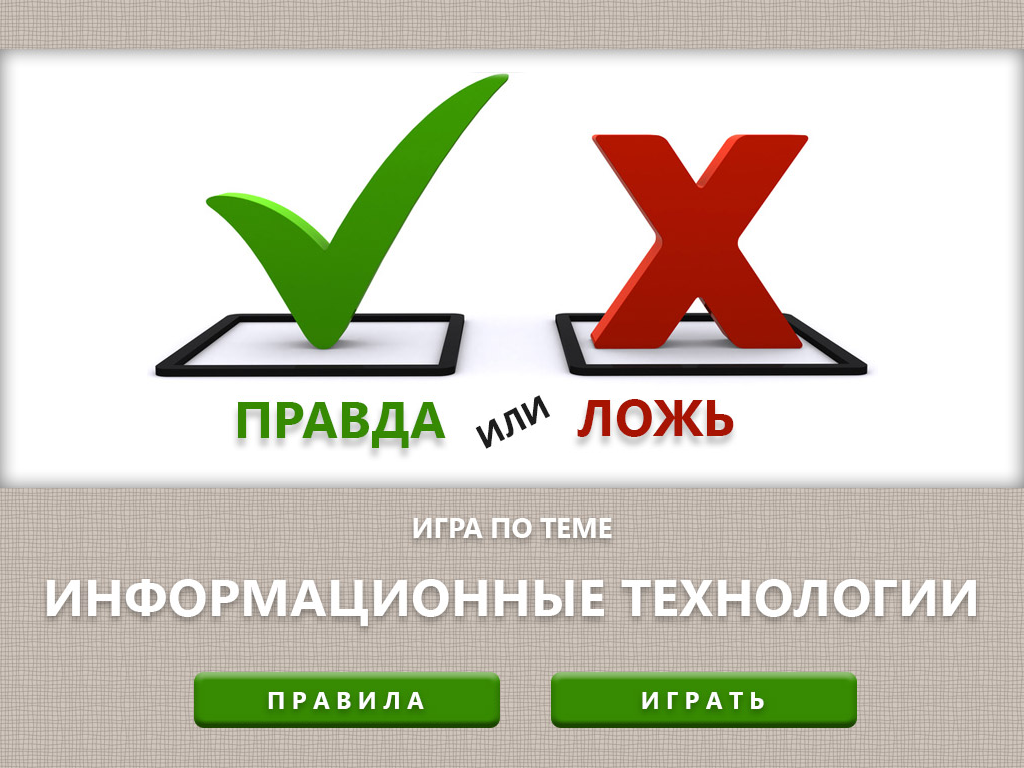 ПРАВДА ИЛИ ЛОЖЬ
ИГРА ПО ТЕМЕ
ИНФОРМАЦИОННЫЕ ТЕХНОЛОГИИ
ПРАВИЛА
ИГРАТЬ